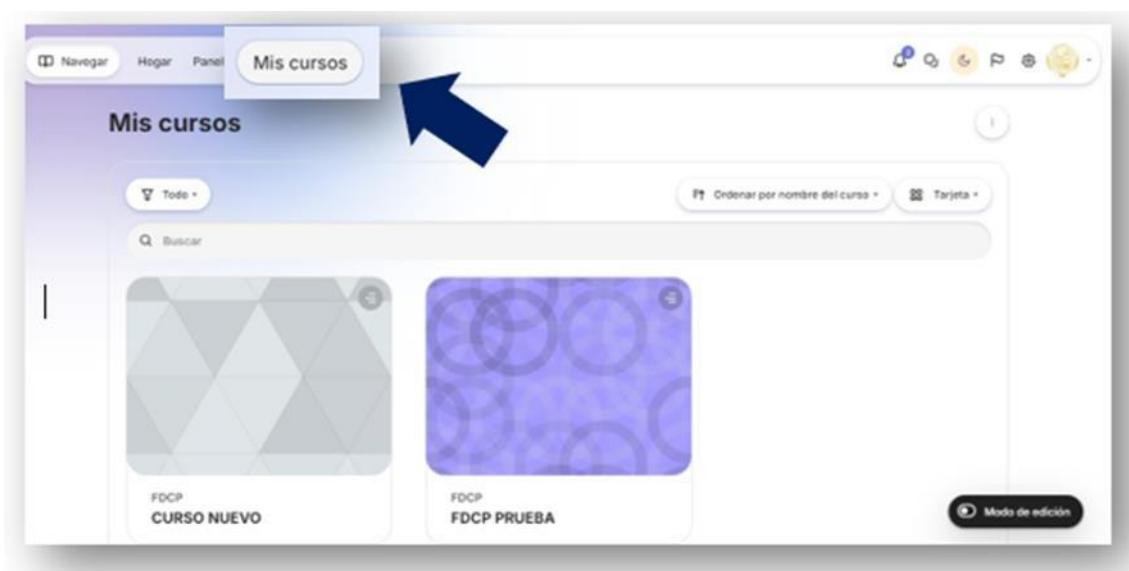 Navegar Hogar Panel Mis cursos
Mis cursos
Todo
Ordenar por nombre del curso Tarjeta
Buscar
FDCP FDCP
CURSO NUEVO FDCP PRUEBA
Modo de edición